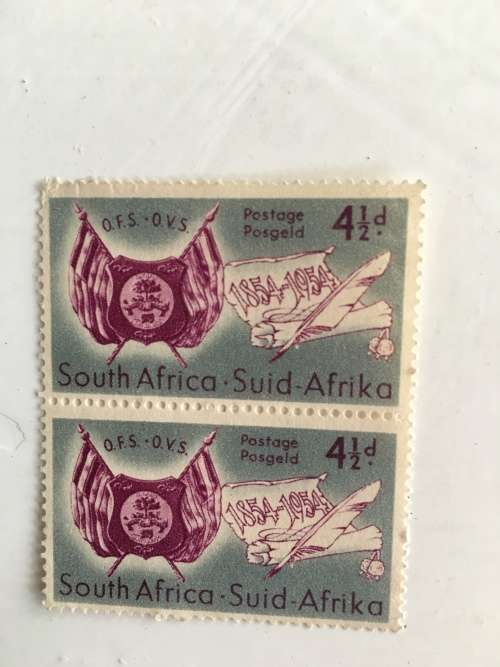 O.F.S. · O.V.S.
Postage 4½d.
Posgeld
1854-1954
South Africa · Suid-Afrika
O.F.S. · O.V.S.
Postage 4½d.
Posgeld
1854-1954
South Africa · Suid-Afrika